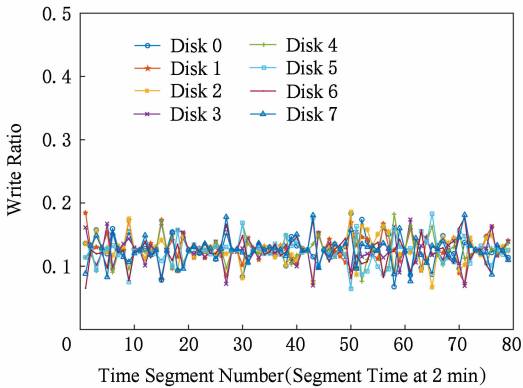 0.5
0.4
0.3
0.2
0.1
0
Write Ratio
Disk 0
Disk 1
Disk 2
Disk 3
Disk 4
Disk 5
Disk 6
Disk 7
10 20 30 40 50 60 70 80
Time Segment Number(Segment Time at 2 min)